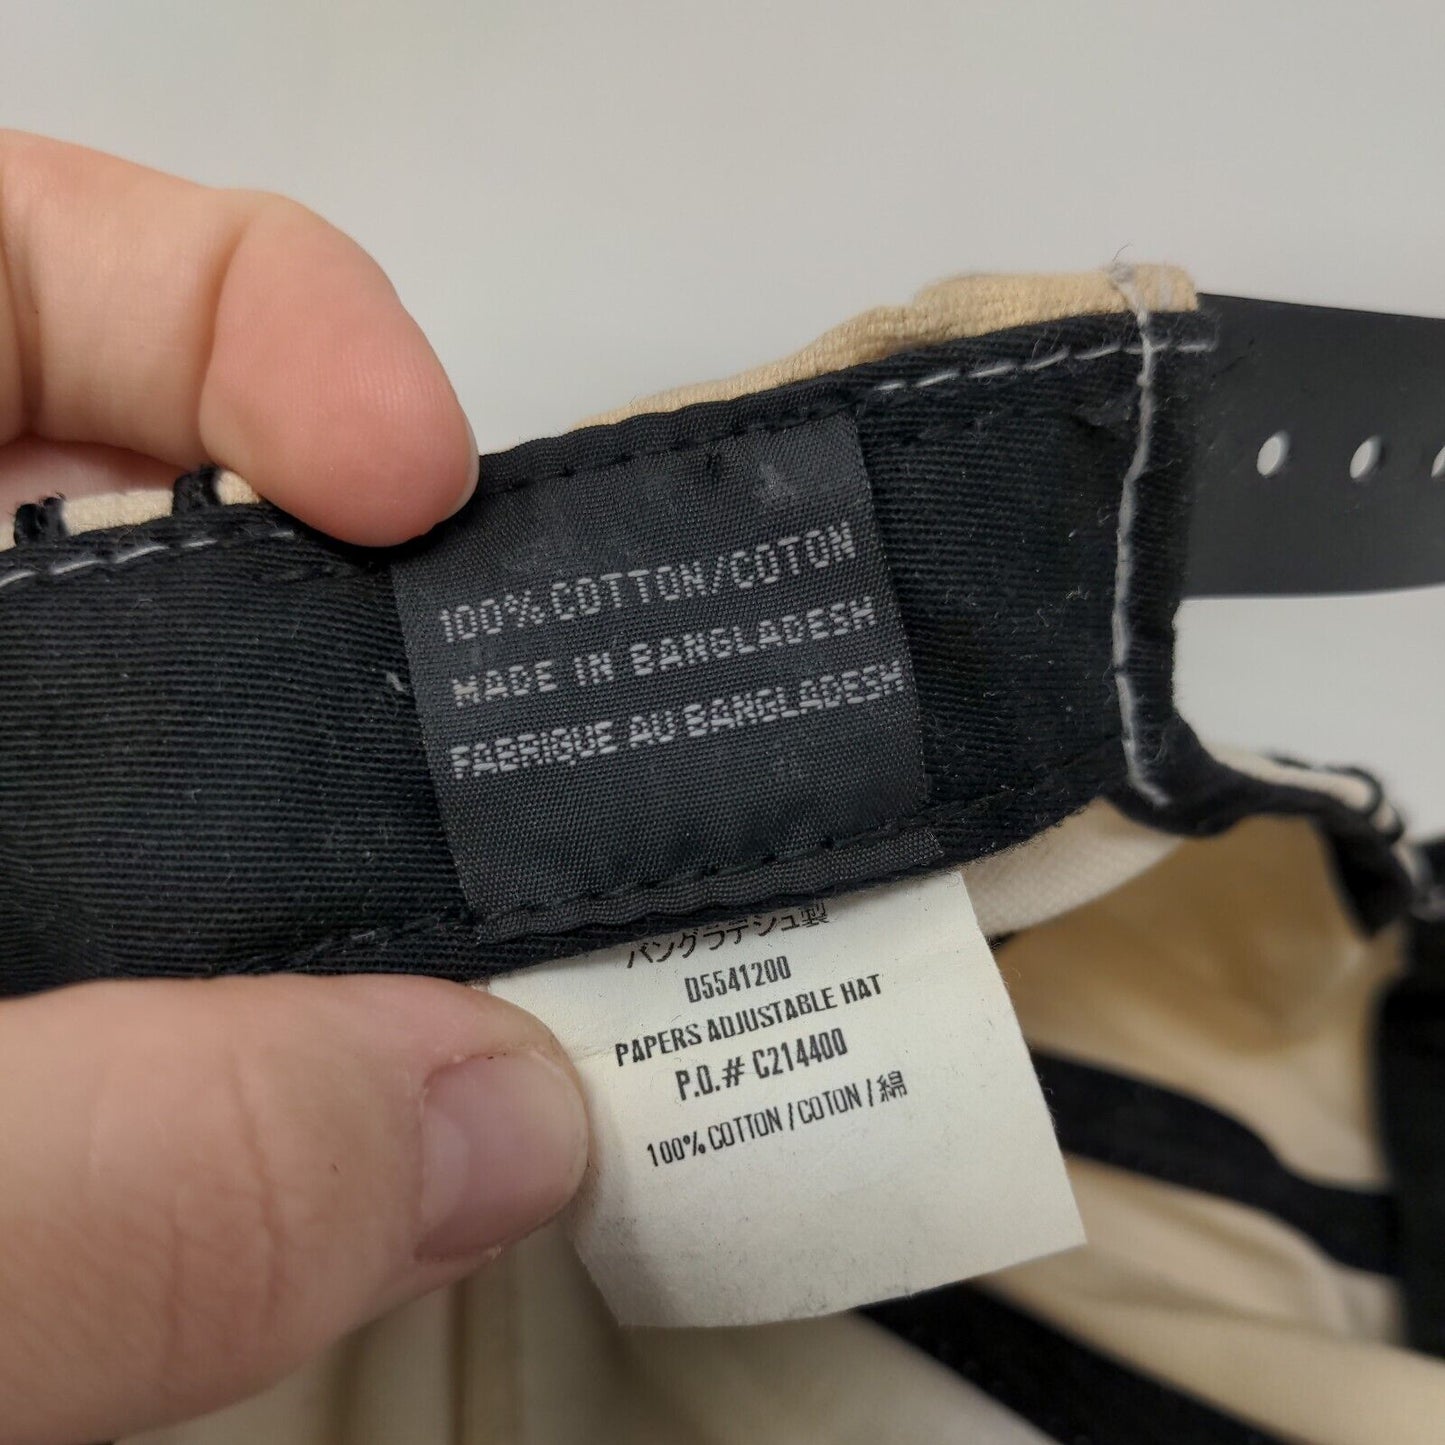 100% COTTON/COTON
MADE IN BANGLADESH
FABRIQUE AU BANGLADESH
バングラデシュ製
D5541200
PAPERS ADJUSTABLE HAT
P.O.# C214400
100% COTTON / COTON / 綿